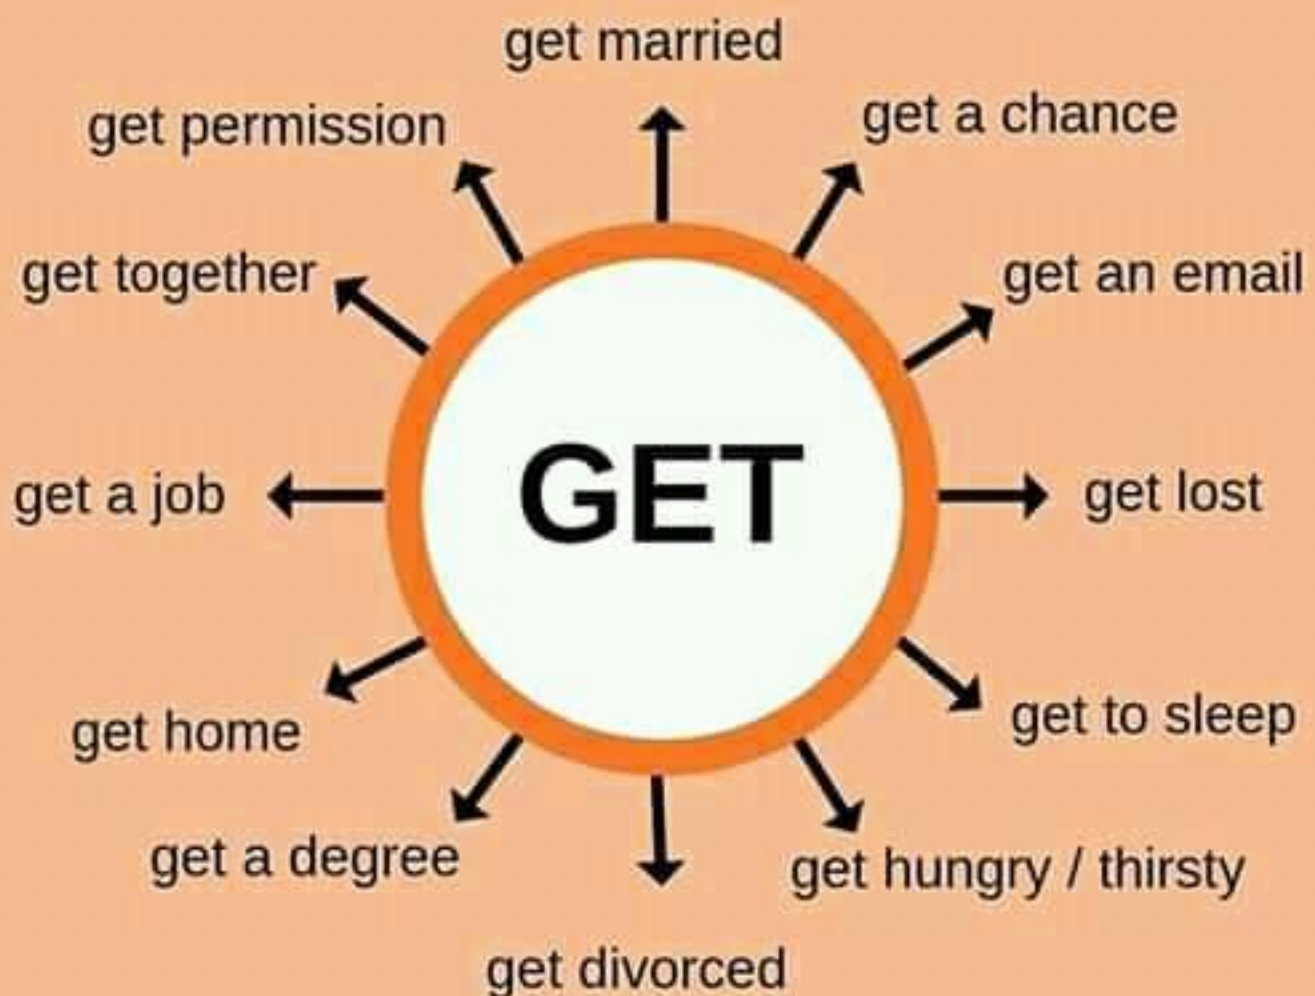 get married
get a chance
get permission
get an email
get together
GET
get a job
get lost
get to sleep
get home
get a degree
get hungry / thirsty
get divorced